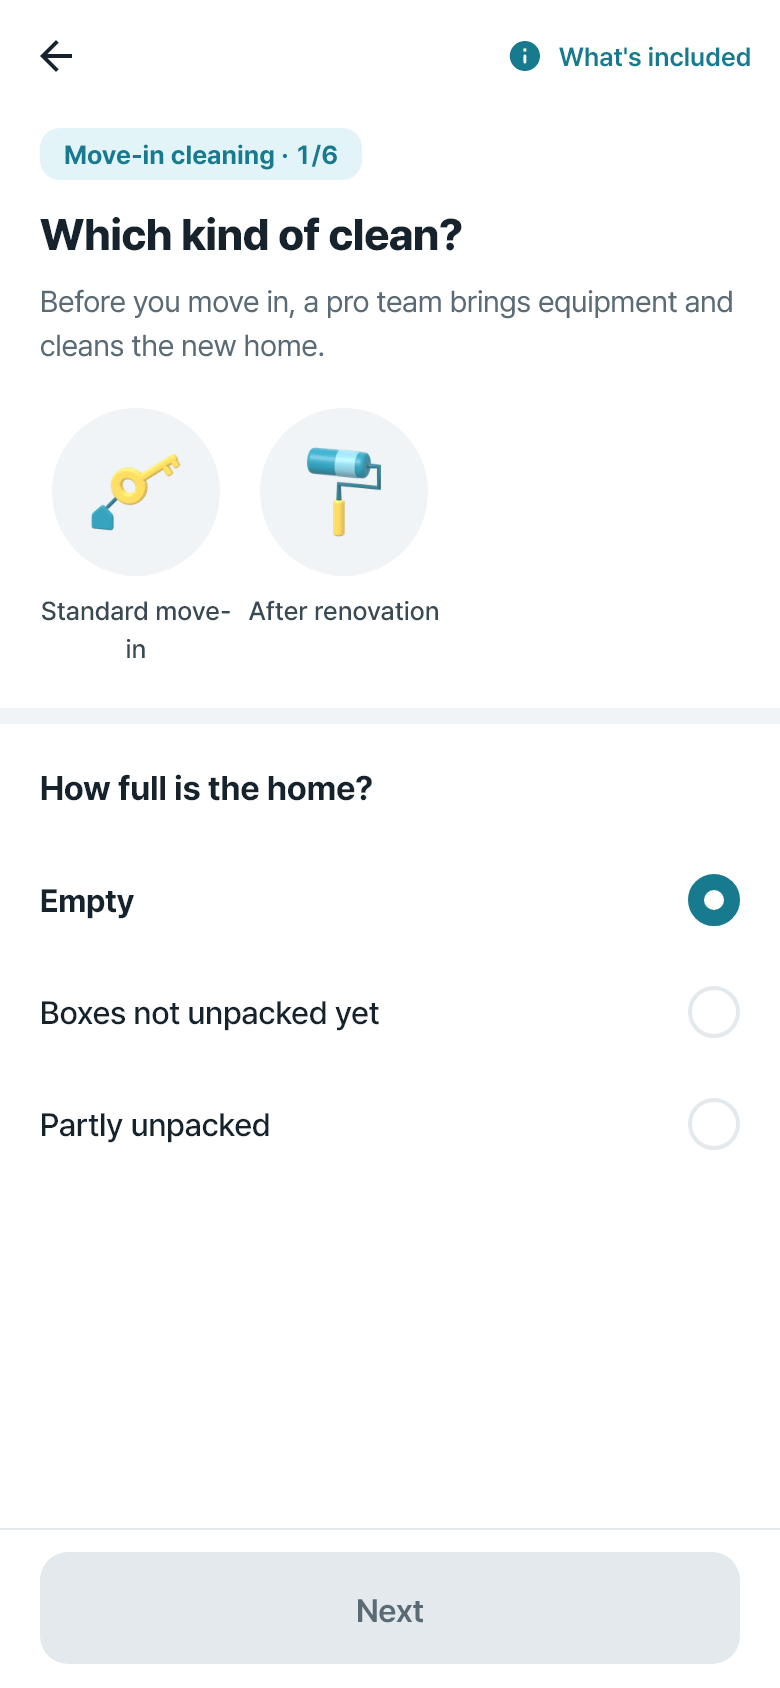 What's included
Move-in cleaning · 1/6
Which kind of clean?
Before you move in, a pro team brings equipment and
cleans the new home.
Standard move-
in
After renovation
How full is the home?
Empty
Boxes not unpacked yet
Partly unpacked
Next